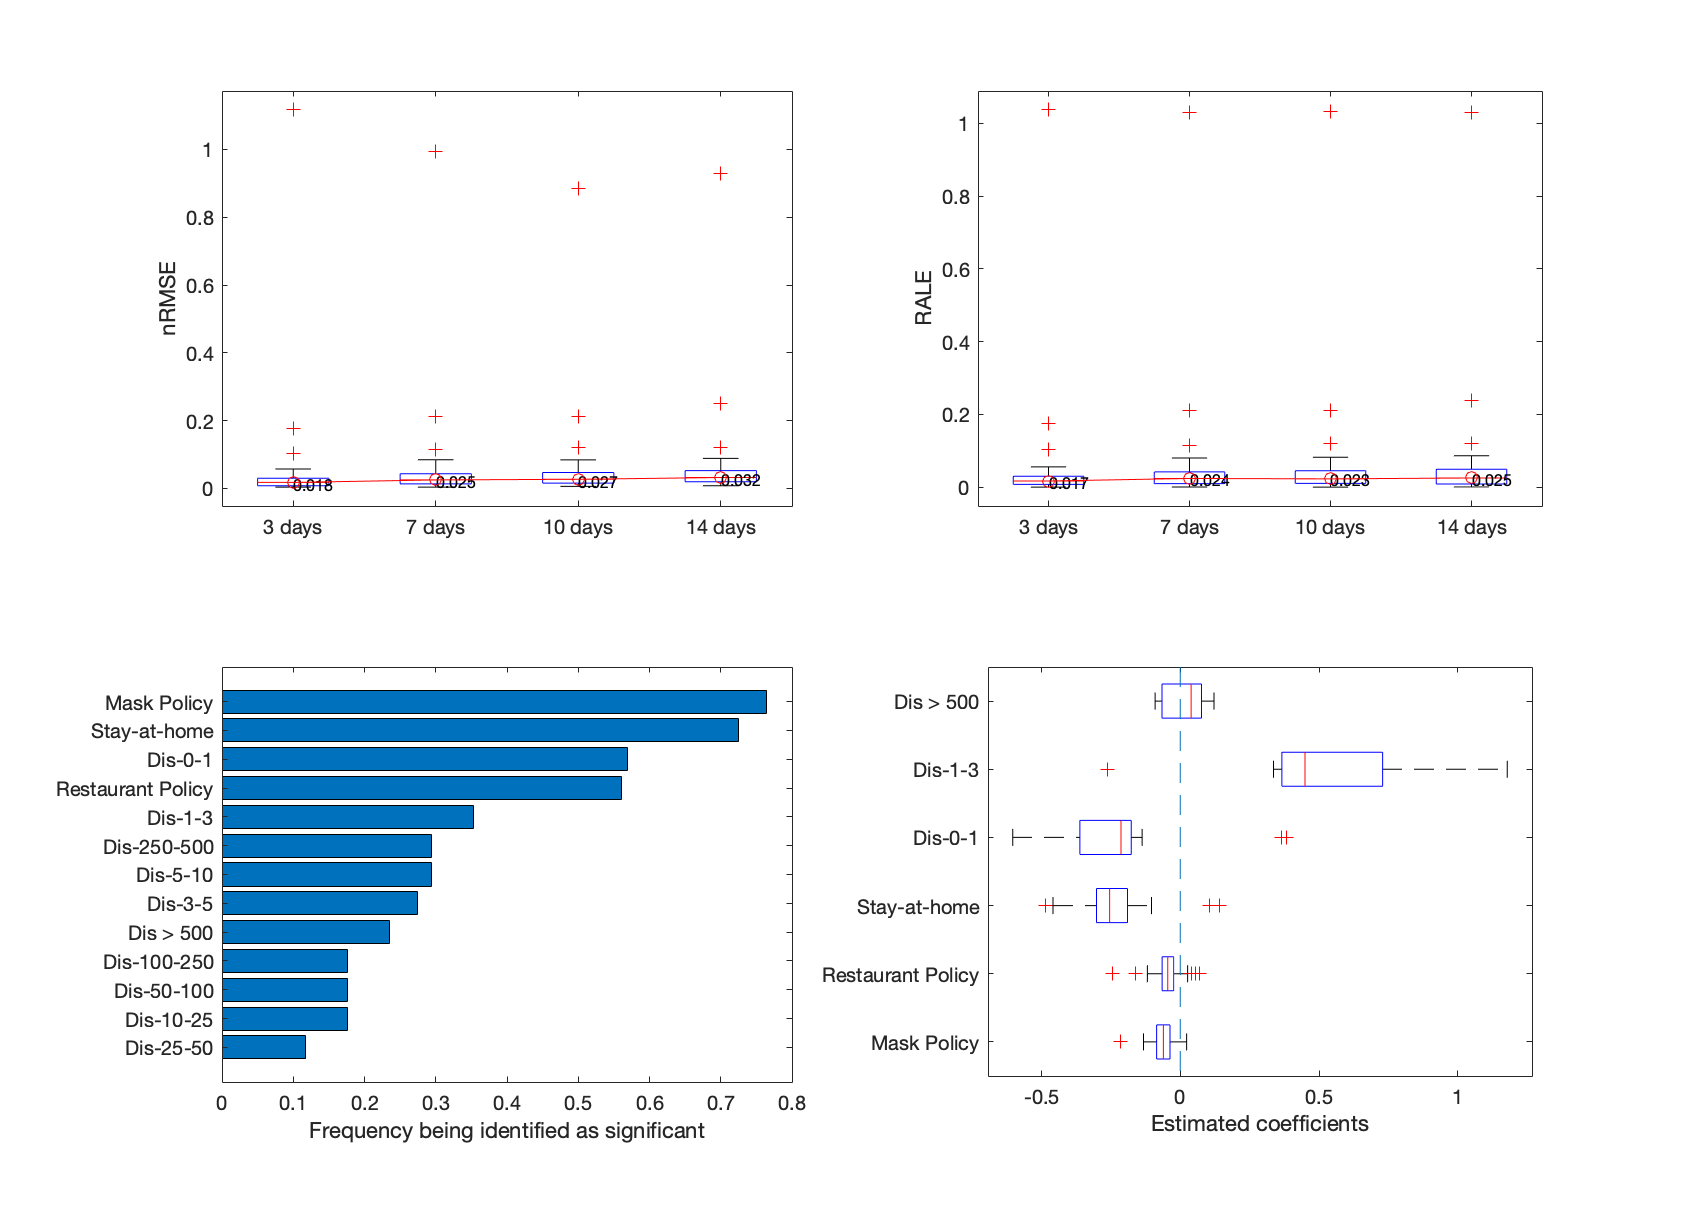 nRMSE
1
0.8
0.6
0.4
0.2
0
0.018
0.025
0.027
0.032
3 days
7 days
10 days
14 days
RALE
1
0.8
0.6
0.4
0.2
0
0.017
0.024
0.023
0.025
3 days
7 days
10 days
14 days
Mask Policy
Stay-at-home
Dis-0-1
Restaurant Policy
Dis-1-3
Dis-250-500
Dis-5-10
Dis-3-5
Dis > 500
Dis-100-250
Dis-50-100
Dis-10-25
Dis-25-50
0 0.1 0.2 0.3 0.4 0.5 0.6 0.7 0.8
Frequency being identified as significant
Dis > 500
Dis-1-3
Dis-0-1
Stay-at-home
Restaurant Policy
Mask Policy
-0.5 0 0.5 1
Estimated coefficients